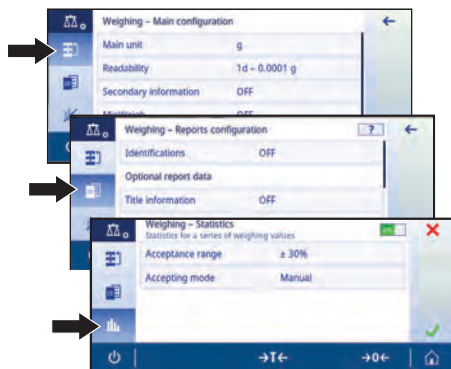 Weighing – Main configuration
Main unit g
Readability 1d – 0.0001 g
Secondary information OFF
MinWeigh OFF
Weighing – Reports configuration ?
Identifications OFF
Optional report data
Title information OFF
Weighing – Statistics
Statistics for a series of weighing values
Acceptance range ± 30%
Accepting mode Manual
→T← →0←